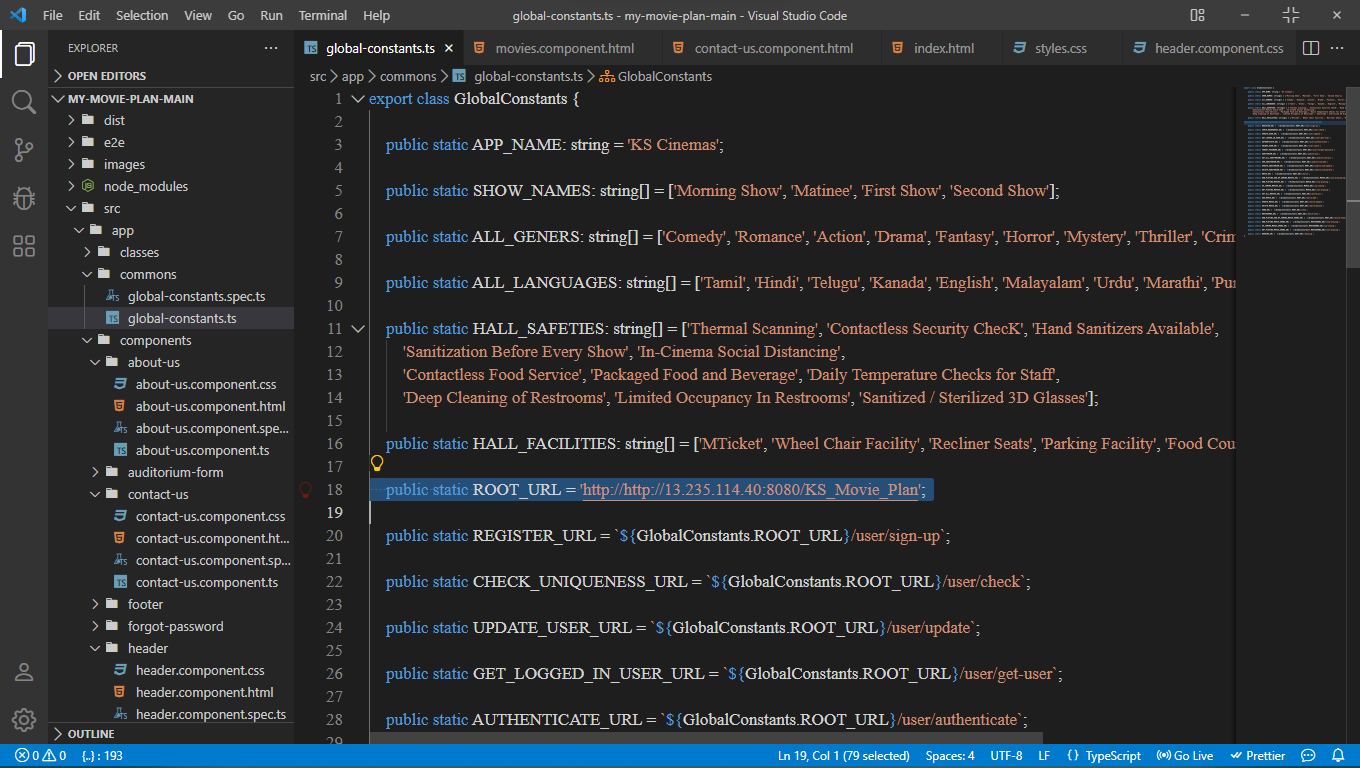 File Edit Selection View Go Run Terminal Help
global-constants.ts - my-movie-plan-main - Visual Studio Code
EXPLORER
global-constants.ts
movies.component.html
contact-us.component.html
index.html
styles.css
header.component.css
OPEN EDITORS
src > app > commons > TS global-constants.ts > GlobalConstants
MY-MOVIE-PLAN-MAIN
dist
e2e
images
node_modules
src
app
classes
commons
global-constants.spec.ts
TS global-constants.ts
components
about-us
about-us.component.css
about-us.component.html
about-us.component.spe...
TS about-us.component.ts
auditorium-form
contact-us
contact-us.component.css
contact-us.component.ht...
contact-us.component.sp...
TS contact-us.component.ts
footer
forgot-password
header
header.component.css
header.component.html
header.component.spec.ts
OUTLINE
1 export class GlobalConstants {
2
3 public static APP_NAME: string = 'KS Cinemas';
4
5 public static SHOW_NAMES: string[] = ['Morning Show', 'Matinee', 'First Show', 'Second Show'];
6
7 public static ALL_GENERS: string[] = ['Comedy', 'Romance', 'Action', 'Drama', 'Fantasy', 'Horror', 'Mystery', 'Thriller', 'Crim
8
9 public static ALL_LANGUAGES: string[] = ['Tamil', 'Hindi', 'Telugu', 'Kanada', 'English', 'Malayalam', 'Urdu', 'Marathi', 'Pun
10
11 public static HALL_SAFETIES: string[] = ['Thermal Scanning', 'Contactless Security ChecK', 'Hand Sanitizers Available',
12 'Sanitization Before Every Show', 'In-Cinema Social Distancing',
13 'Contactless Food Service', 'Packaged Food and Beverage', 'Daily Temperature Checks for Staff',
14 'Deep Cleaning of Restrooms', 'Limited Occupancy In Restrooms', 'Sanitized / Sterilized 3D Glasses'];
15
16 public static HALL_FACILITIES: string[] = ['MTicket', 'Wheel Chair Facility', 'Recliner Seats', 'Parking Facility', 'Food Cou
17
18 public static ROOT_URL = 'http://http://13.235.114.40:8080/KS_Movie_Plan';
19
20 public static REGISTER_URL = `${GlobalConstants.ROOT_URL}/user/sign-up`;
21
22 public static CHECK_UNIQUENESS_URL = `${GlobalConstants.ROOT_URL}/user/check`;
23
24 public static UPDATE_USER_URL = `${GlobalConstants.ROOT_URL}/user/update`;
25
26 public static GET_LOGGED_IN_USER_URL = `${GlobalConstants.ROOT_URL}/user/get-user`;
27
28 public static AUTHENTICATE_URL = `${GlobalConstants.ROOT_URL}/user/authenticate`;
29
0 0 {..} : 193
Ln 19, Col 1 (79 selected) Spaces: 4 UTF-8 LF {} TypeScript Go Live Prettier